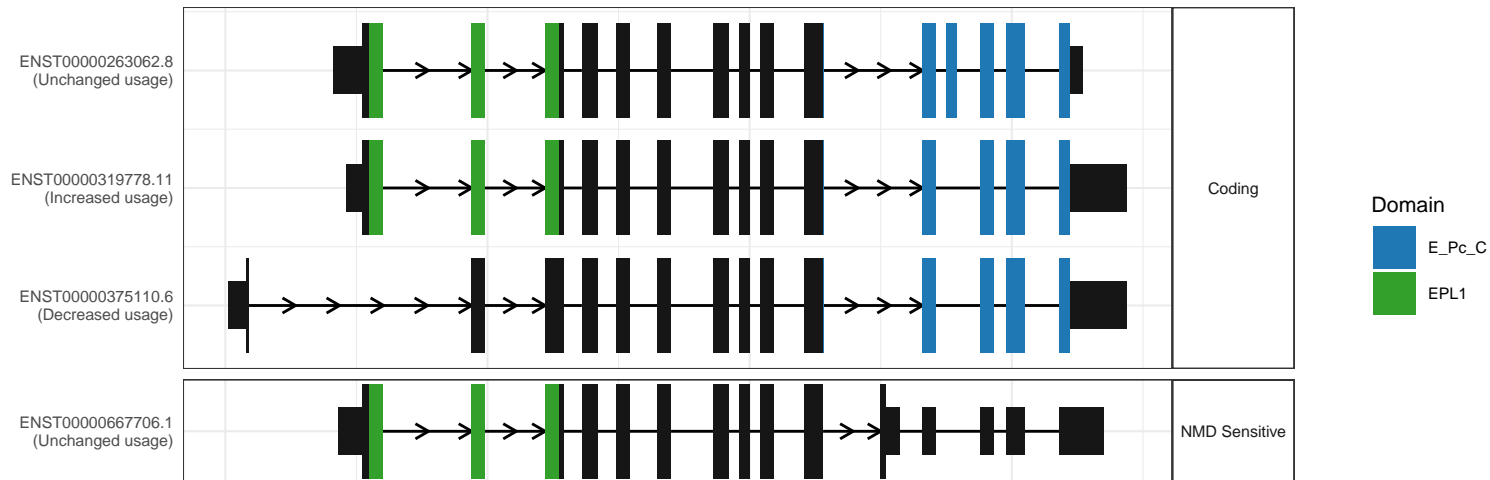 ENST00000263062.8
(Unchanged usage)
ENST00000319778.11
(Increased usage)
ENST00000375110.6
(Decreased usage)
ENST00000667706.1
(Unchanged usage)
Coding
NMD Sensitive
Domain
E_Pc_C
EPL1